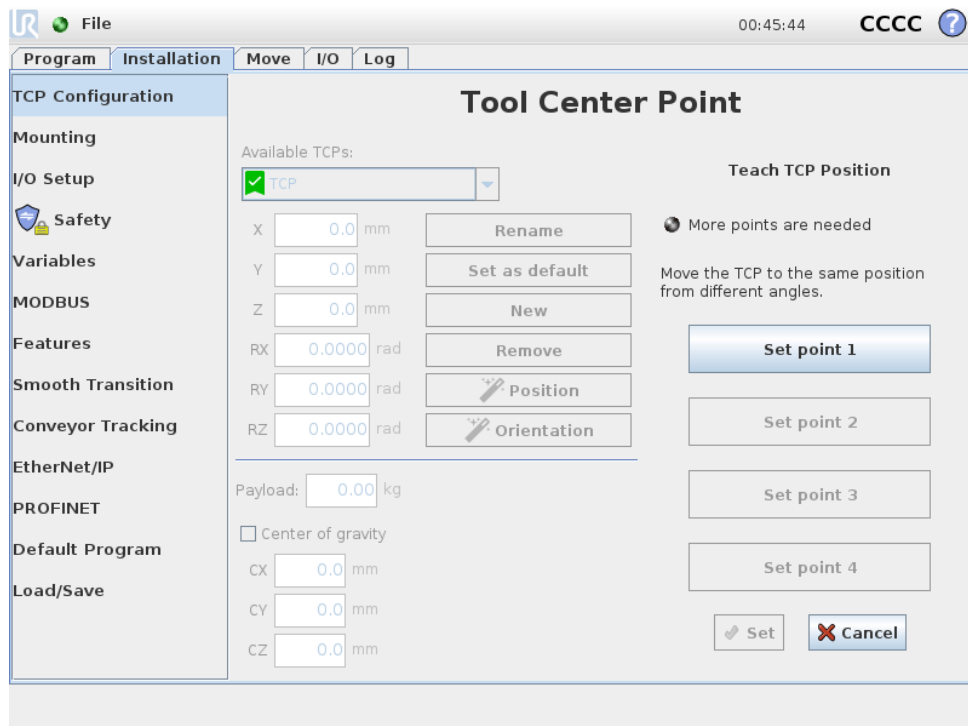 UR File 00:45:44 CCCC ?
Program Installation Move I/O Log
TCP Configuration
Mounting
I/O Setup
Safety
Variables
MODBUS
Features
Smooth Transition
Conveyor Tracking
EtherNet/IP
PROFINET
Default Program
Load/Save
Tool Center Point
Available TCPs:
TCP
X 0.0 mm Rename
Y 0.0 mm Set as default
Z 0.0 mm New
RX 0.0000 rad Remove
RY 0.0000 rad Position
RZ 0.0000 rad Orientation
Payload: 0.00 kg
Center of gravity
CX 0.0 mm
CY 0.0 mm
CZ 0.0 mm
Teach TCP Position
More points are needed
Move the TCP to the same position
from different angles.
Set point 1
Set point 2
Set point 3
Set point 4
Set Cancel